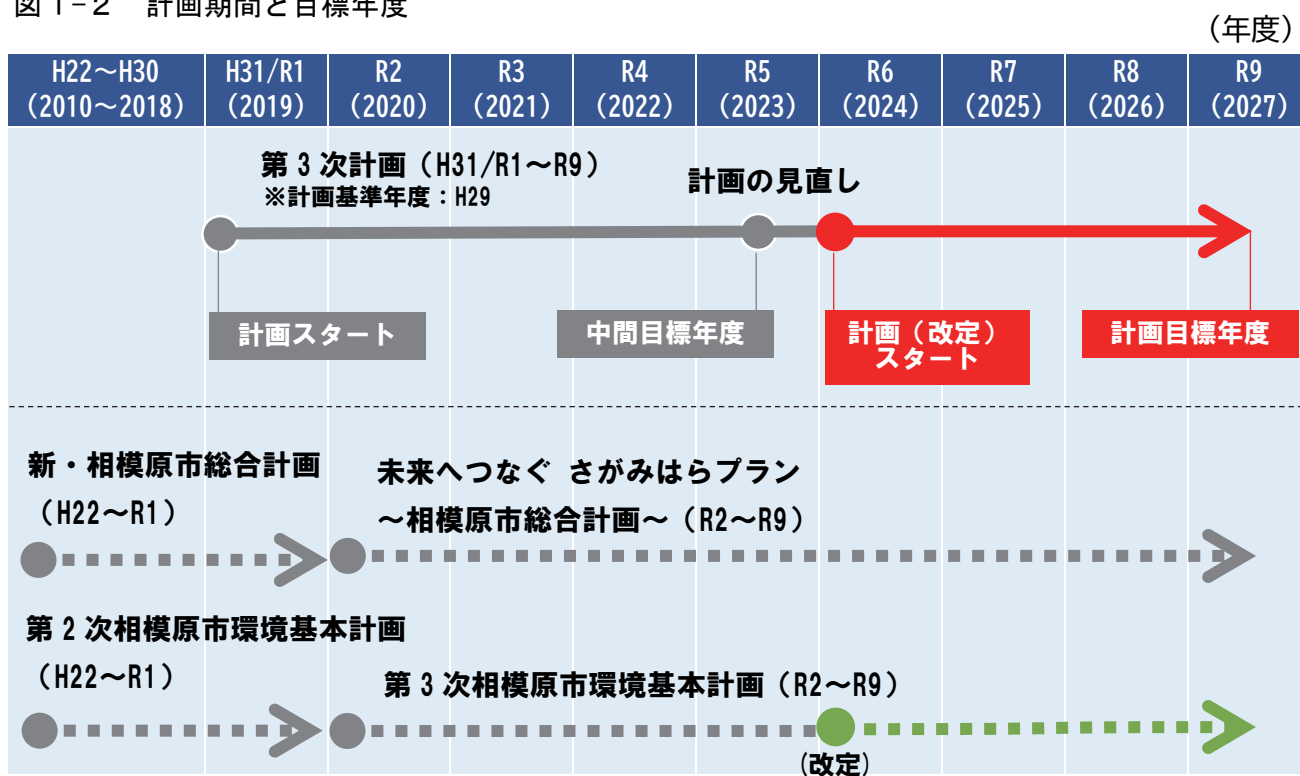 図1-2 計画期間と目標年度
(年度)
H22~H30 H31/R1 R2 R3 R4 R5 R6 R7 R8 R9
(2010~2018) (2019) (2020) (2021) (2022) (2023) (2024) (2025) (2026) (2027)
第3次計画(H31/R1~R9)
※計画基準年度:H29
計画の見直し
計画スタート
中間目標年度
計画(改定)
スタート
計画目標年度
新・相模原市総合計画
(H22~R1)
未来へつなぐ さがみはらプラン
~相模原市総合計画~(R2~R9)
第2次相模原市環境基本計画
(H22~R1)
第3次相模原市環境基本計画(R2~R9)
(改定)